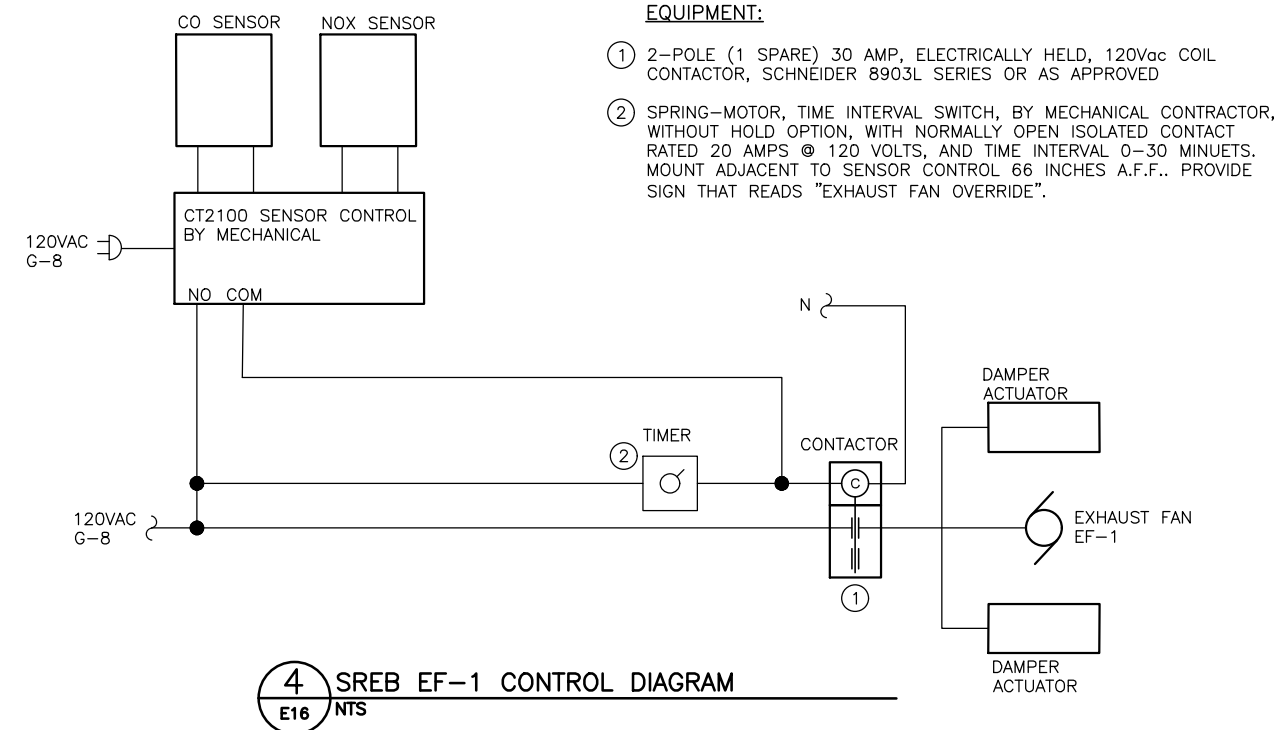 CO SENSOR
NOX SENSOR
EQUIPMENT:
1 2-POLE (1 SPARE) 30 AMP, ELECTRICALLY HELD, 120Vac COIL
CONTACTOR, SCHNEIDER 8903L SERIES OR AS APPROVED
2 SPRING-MOTOR, TIME INTERVAL SWITCH, BY MECHANICAL CONTRACTOR,
WITHOUT HOLD OPTION, WITH NORMALLY OPEN ISOLATED CONTACT
RATED 20 AMPS @ 120 VOLTS, AND TIME INTERVAL 0-30 MINUETS.
MOUNT ADJACENT TO SENSOR CONTROL 66 INCHES A.F.F.. PROVIDE
SIGN THAT READS "EXHAUST FAN OVERRIDE".
CT2100 SENSOR CONTROL
BY MECHANICAL
120VAC
G-8
NO COM
N
DAMPER
ACTUATOR
TIMER
2
CONTACTOR
C
120VAC
G-8
EXHAUST FAN
EF-1
1
DAMPER
ACTUATOR
4
E16
SREB EF-1 CONTROL DIAGRAM
NTS